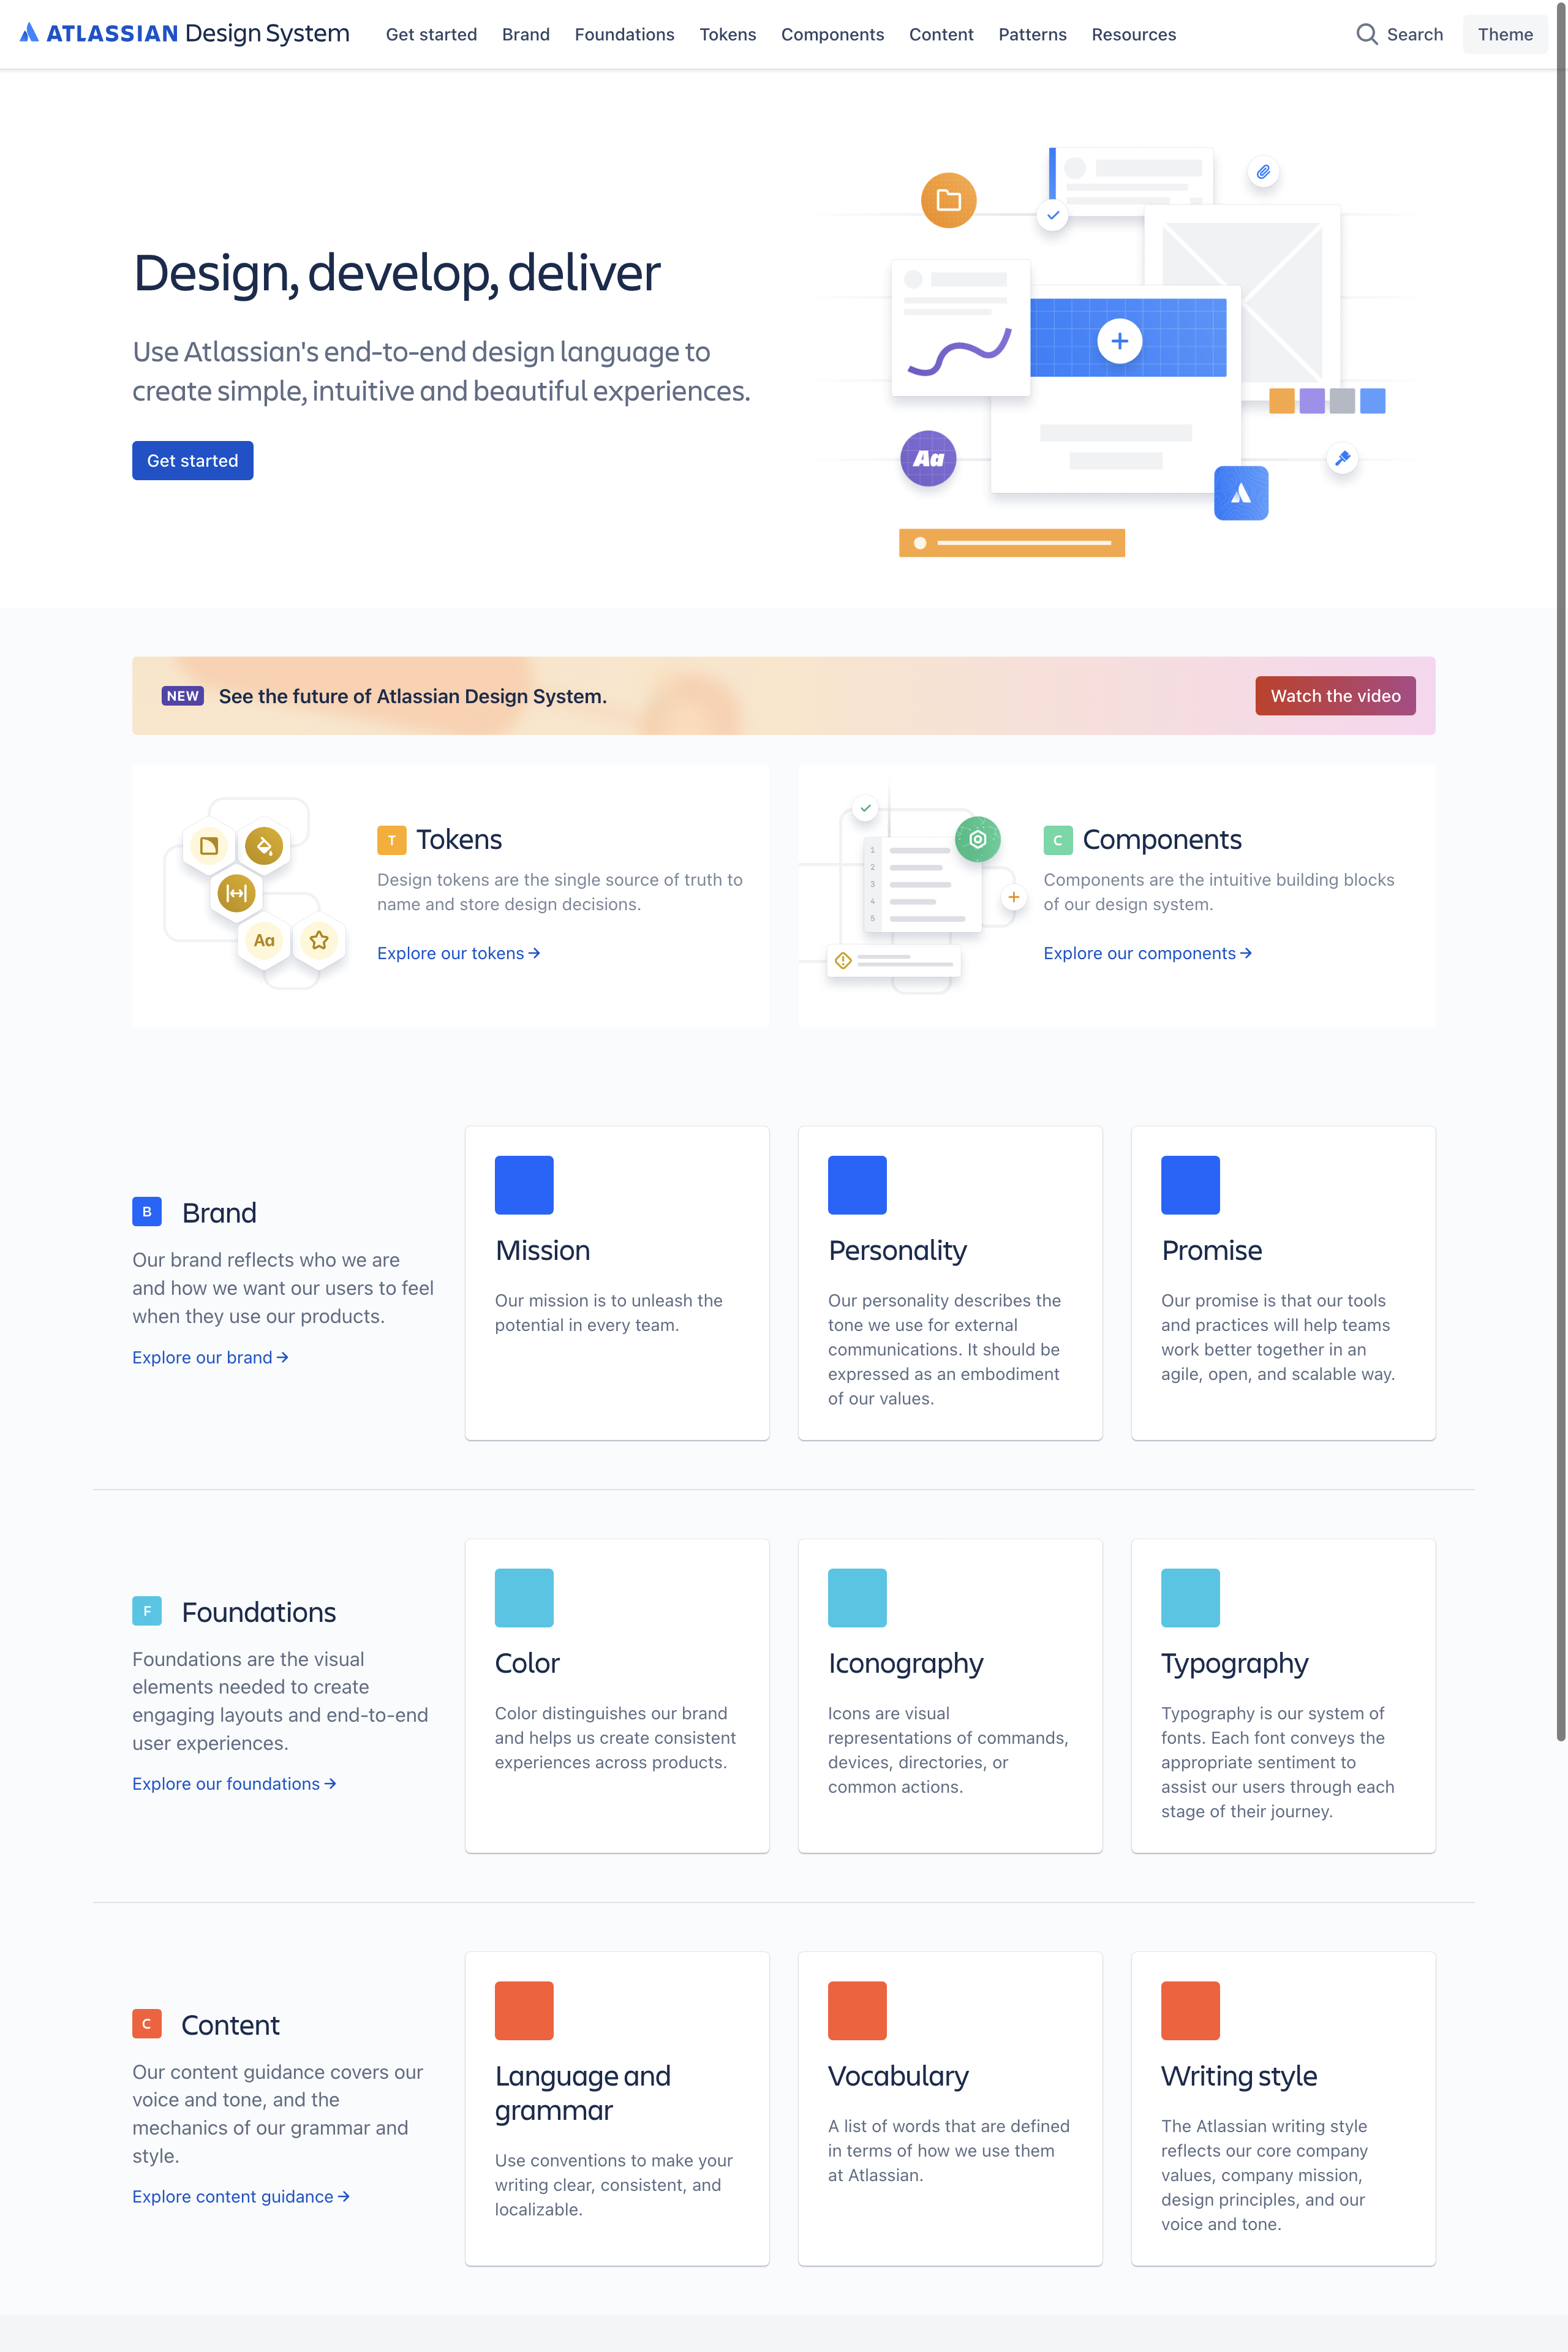 ATLASSIAN Design System
Get started
Brand
Foundations
Tokens
Components
Content
Patterns
Resources
Search
Theme
Design, develop, deliver
Use Atlassian's end-to-end design language to
create simple, intuitive and beautiful experiences.
Get started
Aa
NEW See the future of Atlassian Design System.
Watch the video
Aa
T Tokens
Design tokens are the single source of truth to
name and store design decisions.
Explore our tokens →
1
2
3
4
5
C Components
Components are the intuitive building blocks
of our design system.
Explore our components →
B Brand
Our brand reflects who we are
and how we want our users to feel
when they use our products.
Explore our brand →
Mission
Our mission is to unleash the
potential in every team.
Personality
Our personality describes the
tone we use for external
communications. It should be
expressed as an embodiment
of our values.
Promise
Our promise is that our tools
and practices will help teams
work better together in an
agile, open, and scalable way.
F Foundations
Foundations are the visual
elements needed to create
engaging layouts and end-to-end
user experiences.
Explore our foundations →
Color
Color distinguishes our brand
and helps us create consistent
experiences across products.
Iconography
Icons are visual
representations of commands,
devices, directories, or
common actions.
Typography
Typography is our system of
fonts. Each font conveys the
appropriate sentiment to
assist our users through each
stage of their journey.
C Content
Our content guidance covers our
voice and tone, and the
mechanics of our grammar and
style.
Explore content guidance →
Language and
grammar
Use conventions to make your
writing clear, consistent, and
localizable.
Vocabulary
A list of words that are defined
in terms of how we use them
at Atlassian.
Writing style
The Atlassian writing style
reflects our core company
values, company mission,
design principles, and our
voice and tone.